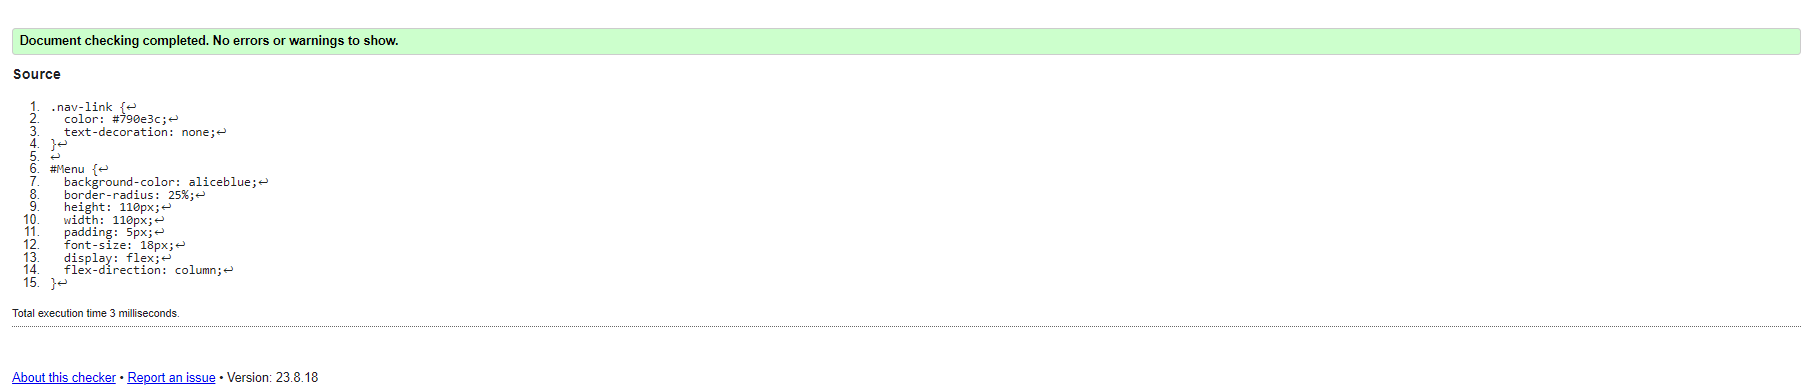 Document checking completed. No errors or warnings to show.
Source
1. .nav-link {↩
2. color: #790e3c;↩
3. text-decoration: none;↩
4. }↩
5. ↩
6. #Menu {↩
7. background-color: aliceblue;↩
8. border-radius: 25%;↩
9. height: 110px;↩
10. width: 110px;↩
11. padding: 5px;↩
12. font-size: 18px;↩
13. display: flex;↩
14. flex-direction: column;↩
15. }↩
Total execution time 3 milliseconds.
About this checker • Report an issue • Version: 23.8.18